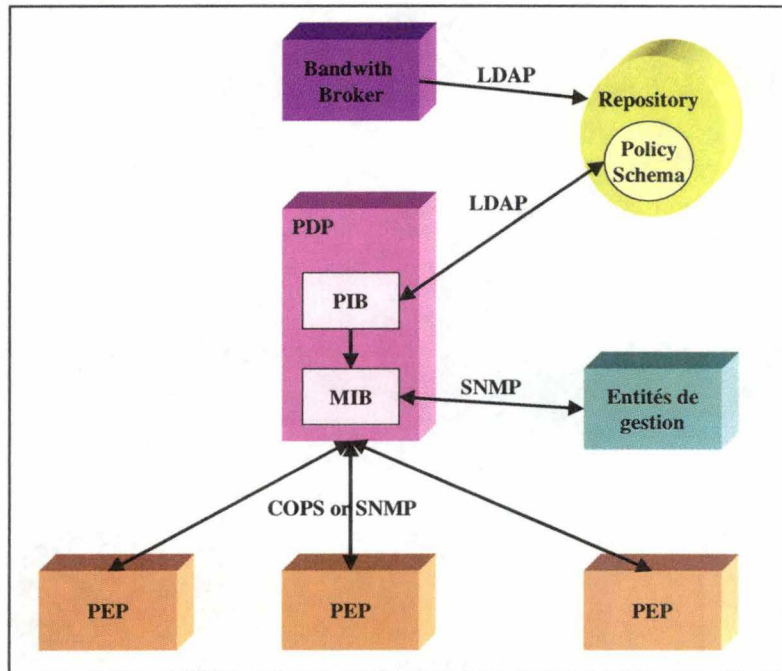 Bandwith
Broker
LDAP
Repository
Policy
Schema
LDAP
PDP
PIB
MIB
SNMP
Entités de
gestion
COPS or SNMP
PEP
PEP
PEP